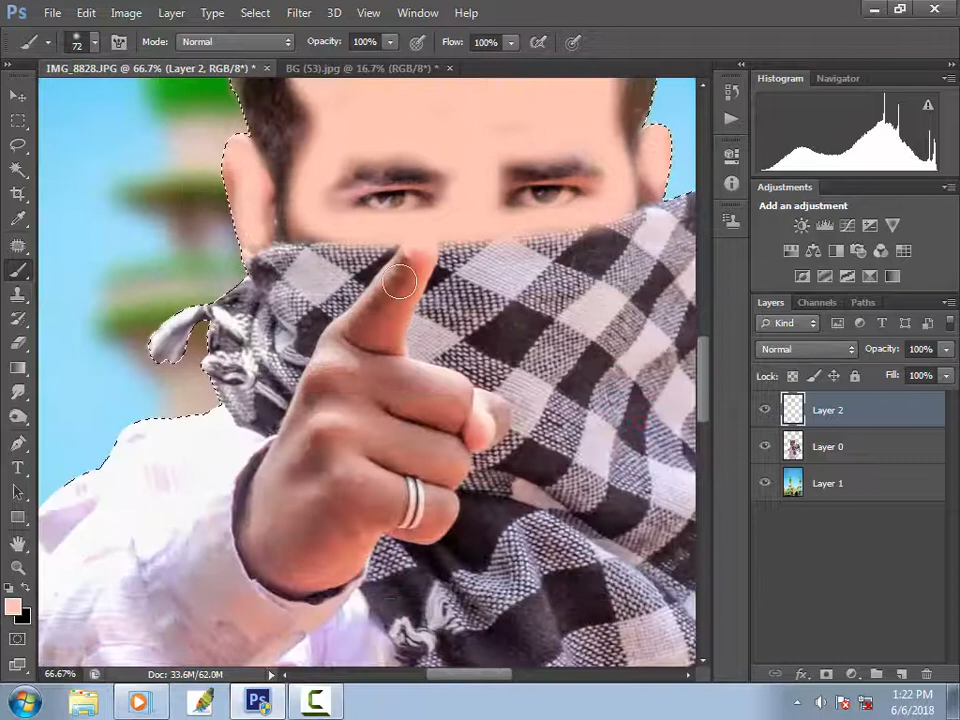 Ps File Edit Image Layer Type Select Filter 3D View Window Help
72 Mode: Normal Opacity: 100% Flow: 100%
IMG_8828.JPG @ 66.7% (Layer 2, RGB/8*) * × BG (53).jpg @ 16.7% (RGB/8*) * ×
Histogram Navigator
Adjustments
Add an adjustment
Layers Channels Paths
Kind
Normal Opacity: 100%
Lock: Fill: 100%
Layer 2
Layer 0
Layer 1
66.67% Doc: 33.6M/62.0M
1:22 PM
6/6/2018